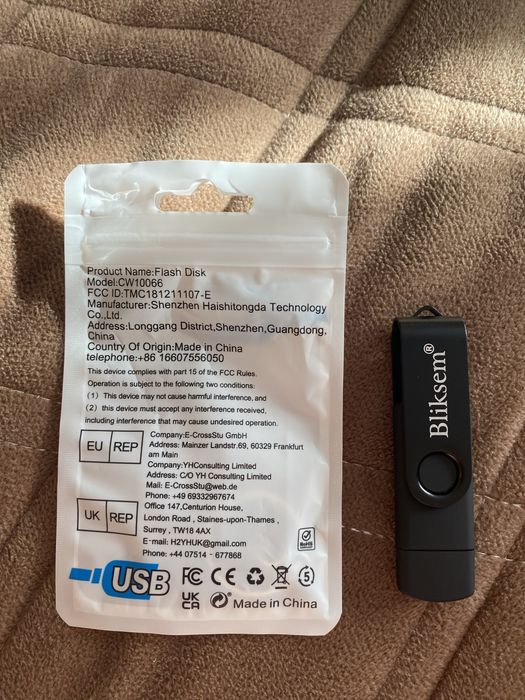 Product Name:Flash Disk
Model:CW10066
FCC ID:TMC181211107-E
Manufacturer:Shenzhen Haishitongda Technology
Co.,Ltd.
Address:Longgang District,Shenzhen,Guangdong,
China
Country Of Origin:Made in China
telephone:+86 16607556050
This device complies with part 15 of the FCC Rules.
Operation is subject to the following two conditions:
(1) This device may not cause harmful interference, and
(2) this device must accept any interference received,
including interference that may cause undesired operation.
EU REP
Company:E-CrossStu GmbH
Address: Mainzer Landstr.69, 60329 Frankfurt
am Main
Company:YHConsulting Limited
Address: C/O YH Consulting Limited
Mail: E-CrossStu@web.de
Phone: +49 69332967674
UK REP
Office 147,Centurion House,
London Road , Staines-upon-Thames ,
Surrey , TW18 4AX
E-mail: H2YHUK@gmail.com
Phone: +44 07514 - 677868
RoHS
USB FC CE 5
UK
CA
Made in China
Bliksem®